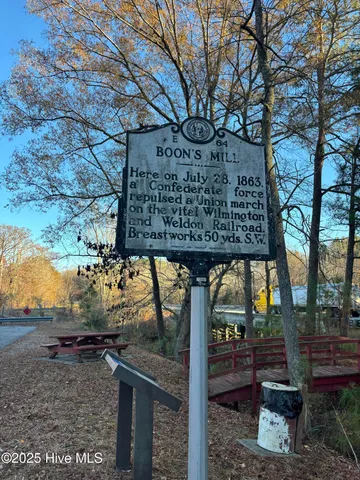 E 64
BOON'S MILL
Here on July 28, 1863,
a Confederate force
repulsed a Union march
on the vital Wilmington
and Weldon Railroad.
Breastworks 50 yds. S.W.
©2025 Hive MLS